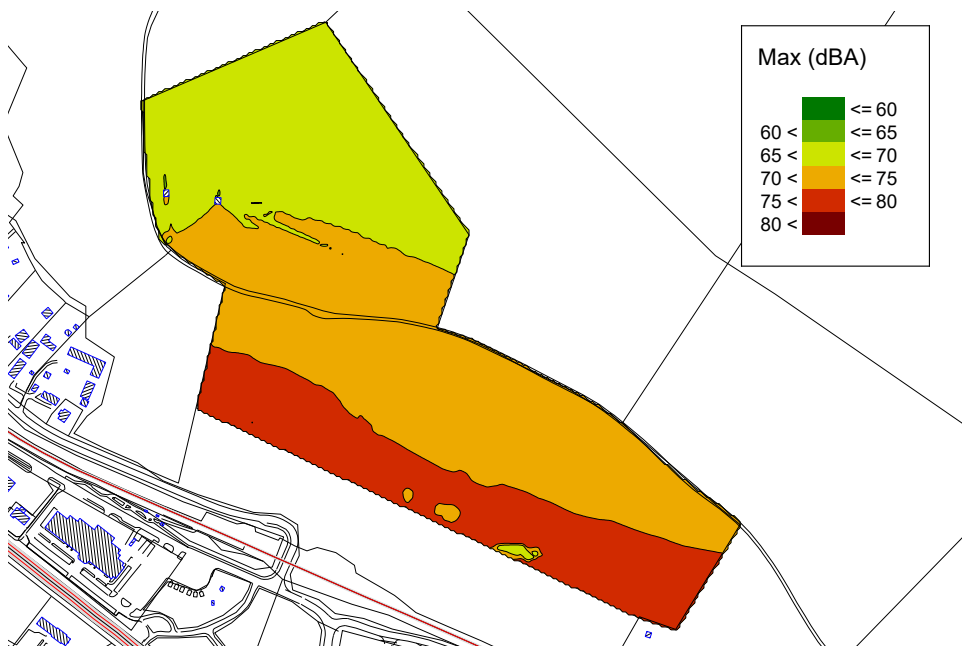 Max (dBA)
<= 60
60 < <= 65
65 < <= 70
70 < <= 75
75 < <= 80
80 <